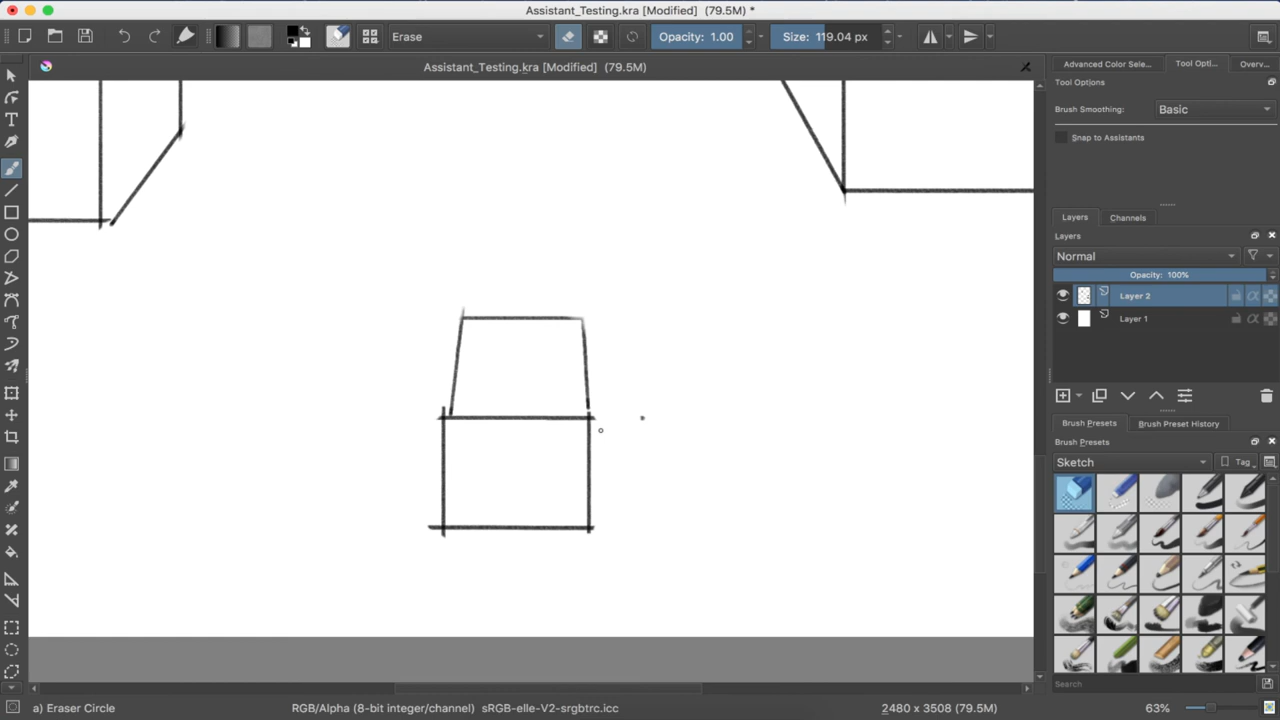 Assistant_Testing.kra [Modified] (79.5M) *
Erase
Opacity: 1.00
Size: 119.04 px
Assistant_Testing.kra [Modified] (79.5M)
Advanced Color Sele...
Tool Opti...
Overv...
Tool Options
Brush Smoothing:
Basic
Snap to Assistants
Layers
Channels
Layers
Normal
Opacity: 100%
Layer 2
Layer 1
Brush Presets
Brush Preset History
Brush Presets
Sketch
Tag
Search
a) Eraser Circle
RGB/Alpha (8-bit integer/channel) sRGB-elle-V2-srgbtrc.icc
2480 x 3508 (79.5M)
63%